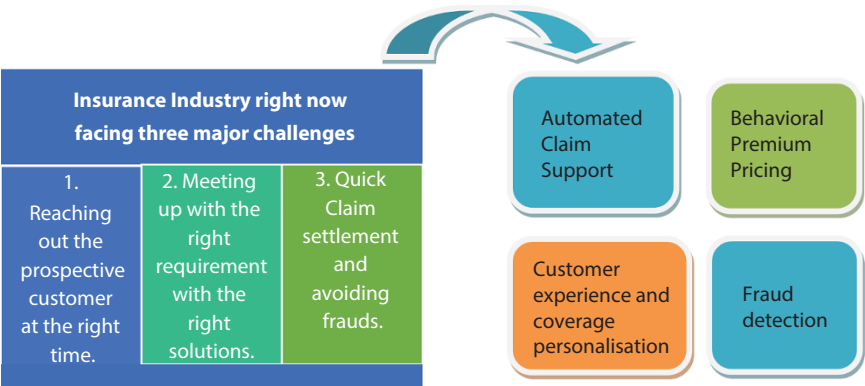 Insurance Industry right now
facing three major challenges
1.
Reaching
out the
prospective
customer
at the right
time.
2. Meeting
up with the
right
requirement
with the
right
solutions.
3. Quick
Claim
settlement
and
avoiding
frauds.
Automated
Claim
Support
Behavioral
Premium
Pricing
Customer
experience and
coverage
personalisation
Fraud
detection